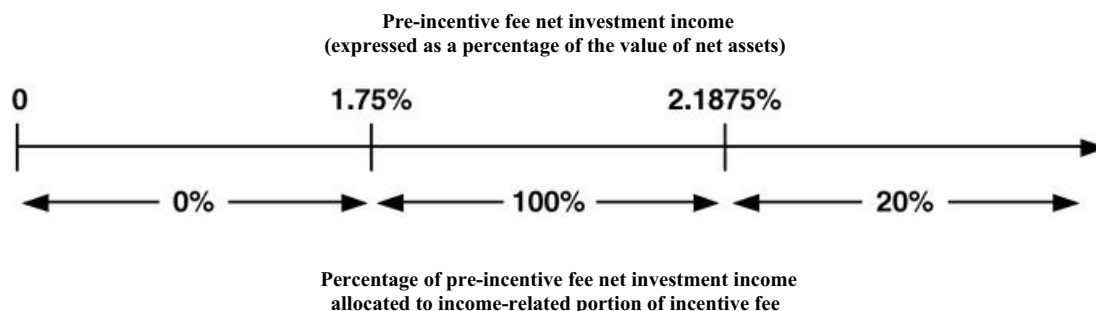 Pre-incentive fee net investment income
(expressed as a percentage of the value of net assets)
0 1.75% 2.1875%
0% 100% 20%
Percentage of pre-incentive fee net investment income
allocated to income-related portion of incentive fee